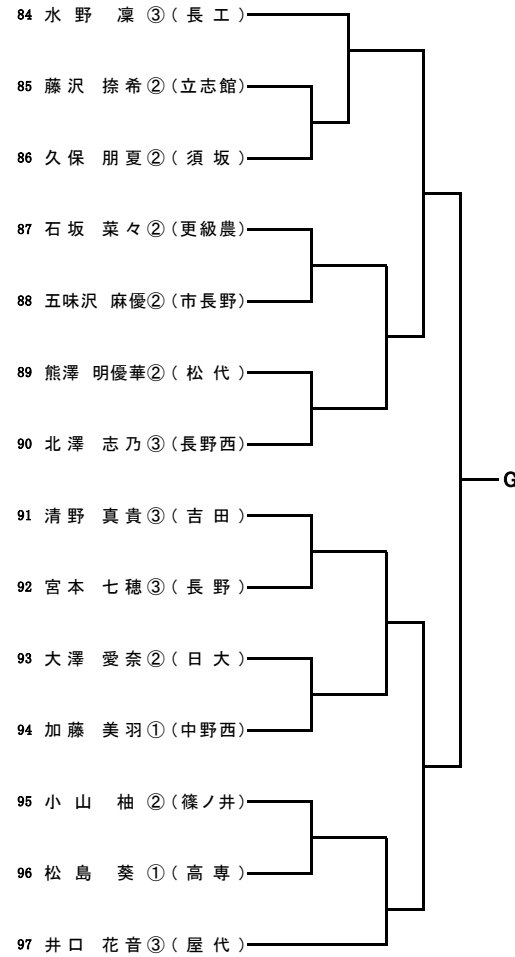 84 水野 凜③(長工)
85 藤沢 捺希②(立志館)
86 久保 朋夏②(須坂)
87 石坂 菜々②(更級農)
88 五味沢 麻優②(市長野)
89 熊澤 明優華②(松代)
90 北澤 志乃③(長野西)
G
91 清野 真貴③(吉田)
92 宮本 七穂③(長野)
93 大澤 愛奈②(日大)
94 加藤 美羽①(中野西)
95 小山 柚②(篠ノ井)
96 松島 葵①(高専)
97 井口 花音③(屋代)